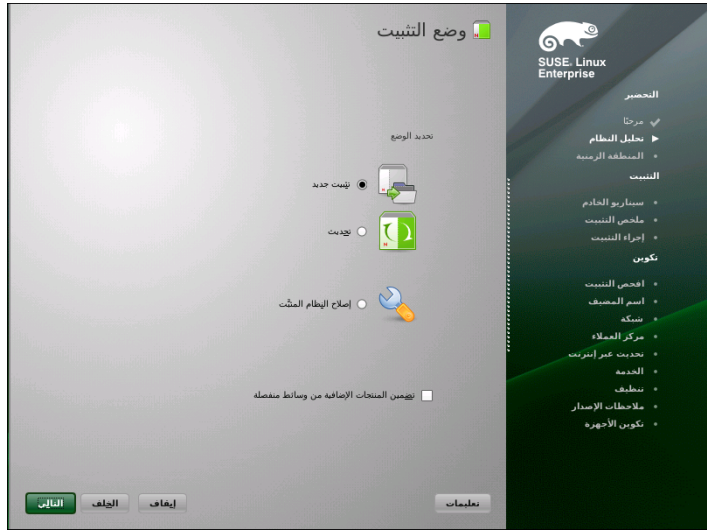 SUSE. Linux
Enterprise
التحضير
مرحبًا
تحليل النظام
المنطقة الزمنية
التثبيت
سيناريو الخادم
ملخص التثبيت
إجراء التثبيت
تكوين
افحص التثبيت
اسم المضيف
شبكة
مركز العملاء
تحديث عبر إنترنت
الخدمة
تنظيف
ملاحظات الإصدار
تكوين الأجهزة
وضع التثبيت
تحديد الوضع
تثبيت جديد
تحديث
إصلاح النظام المثبَّت
تضمين المنتجات الإضافية من وسائط منفصلة
تعليمات
إيقاف
الخلف
التالي